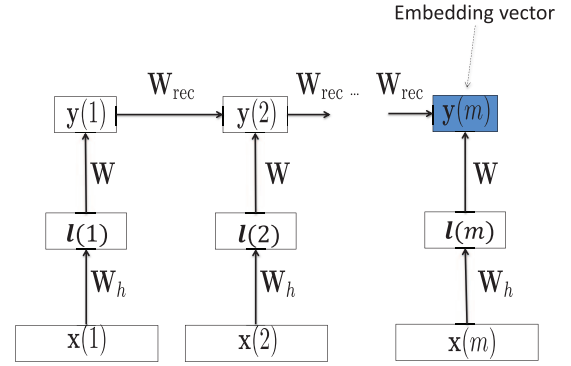 Embedding vector
W_rec W_rec ... W_rec
y(1) y(2) y(m)
W W W
l(1) l(2) l(m)
W_h W_h W_h
x(1) x(2) x(m)